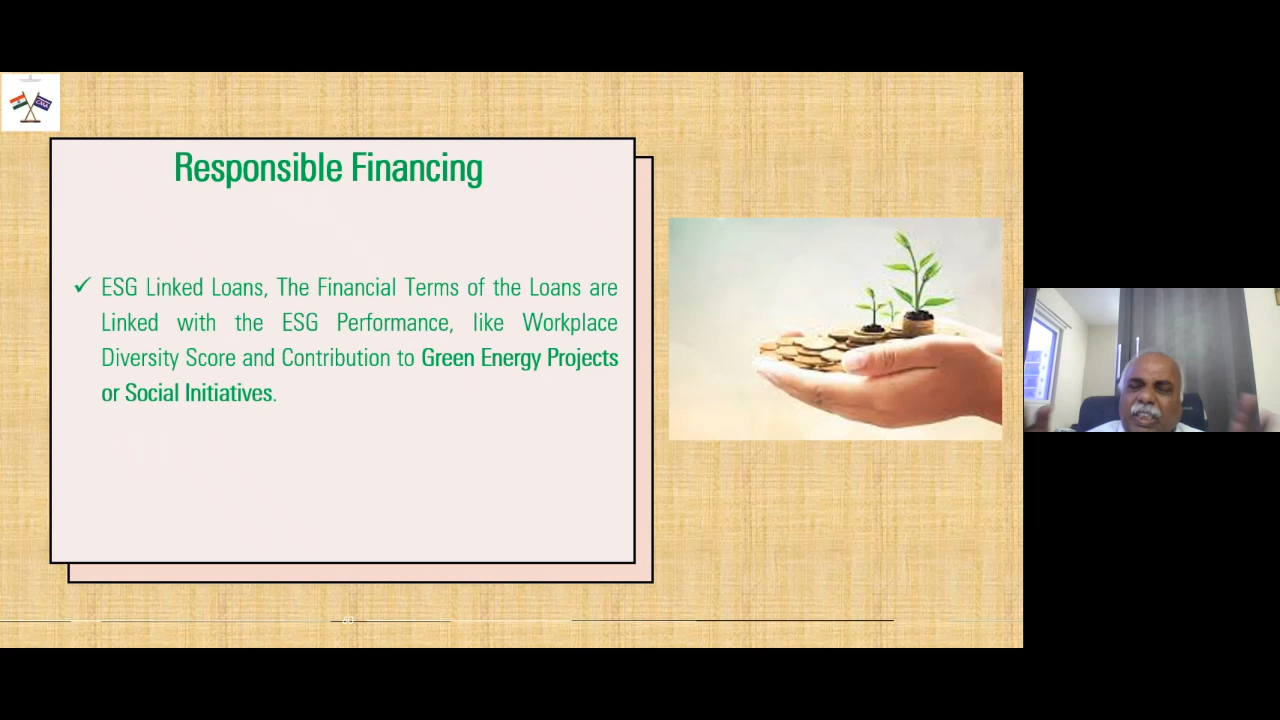 Responsible Financing
✓ ESG Linked Loans, The Financial Terms of the Loans are
Linked with the ESG Performance, like Workplace
Diversity Score and Contribution to Green Energy Projects
or Social Initiatives.